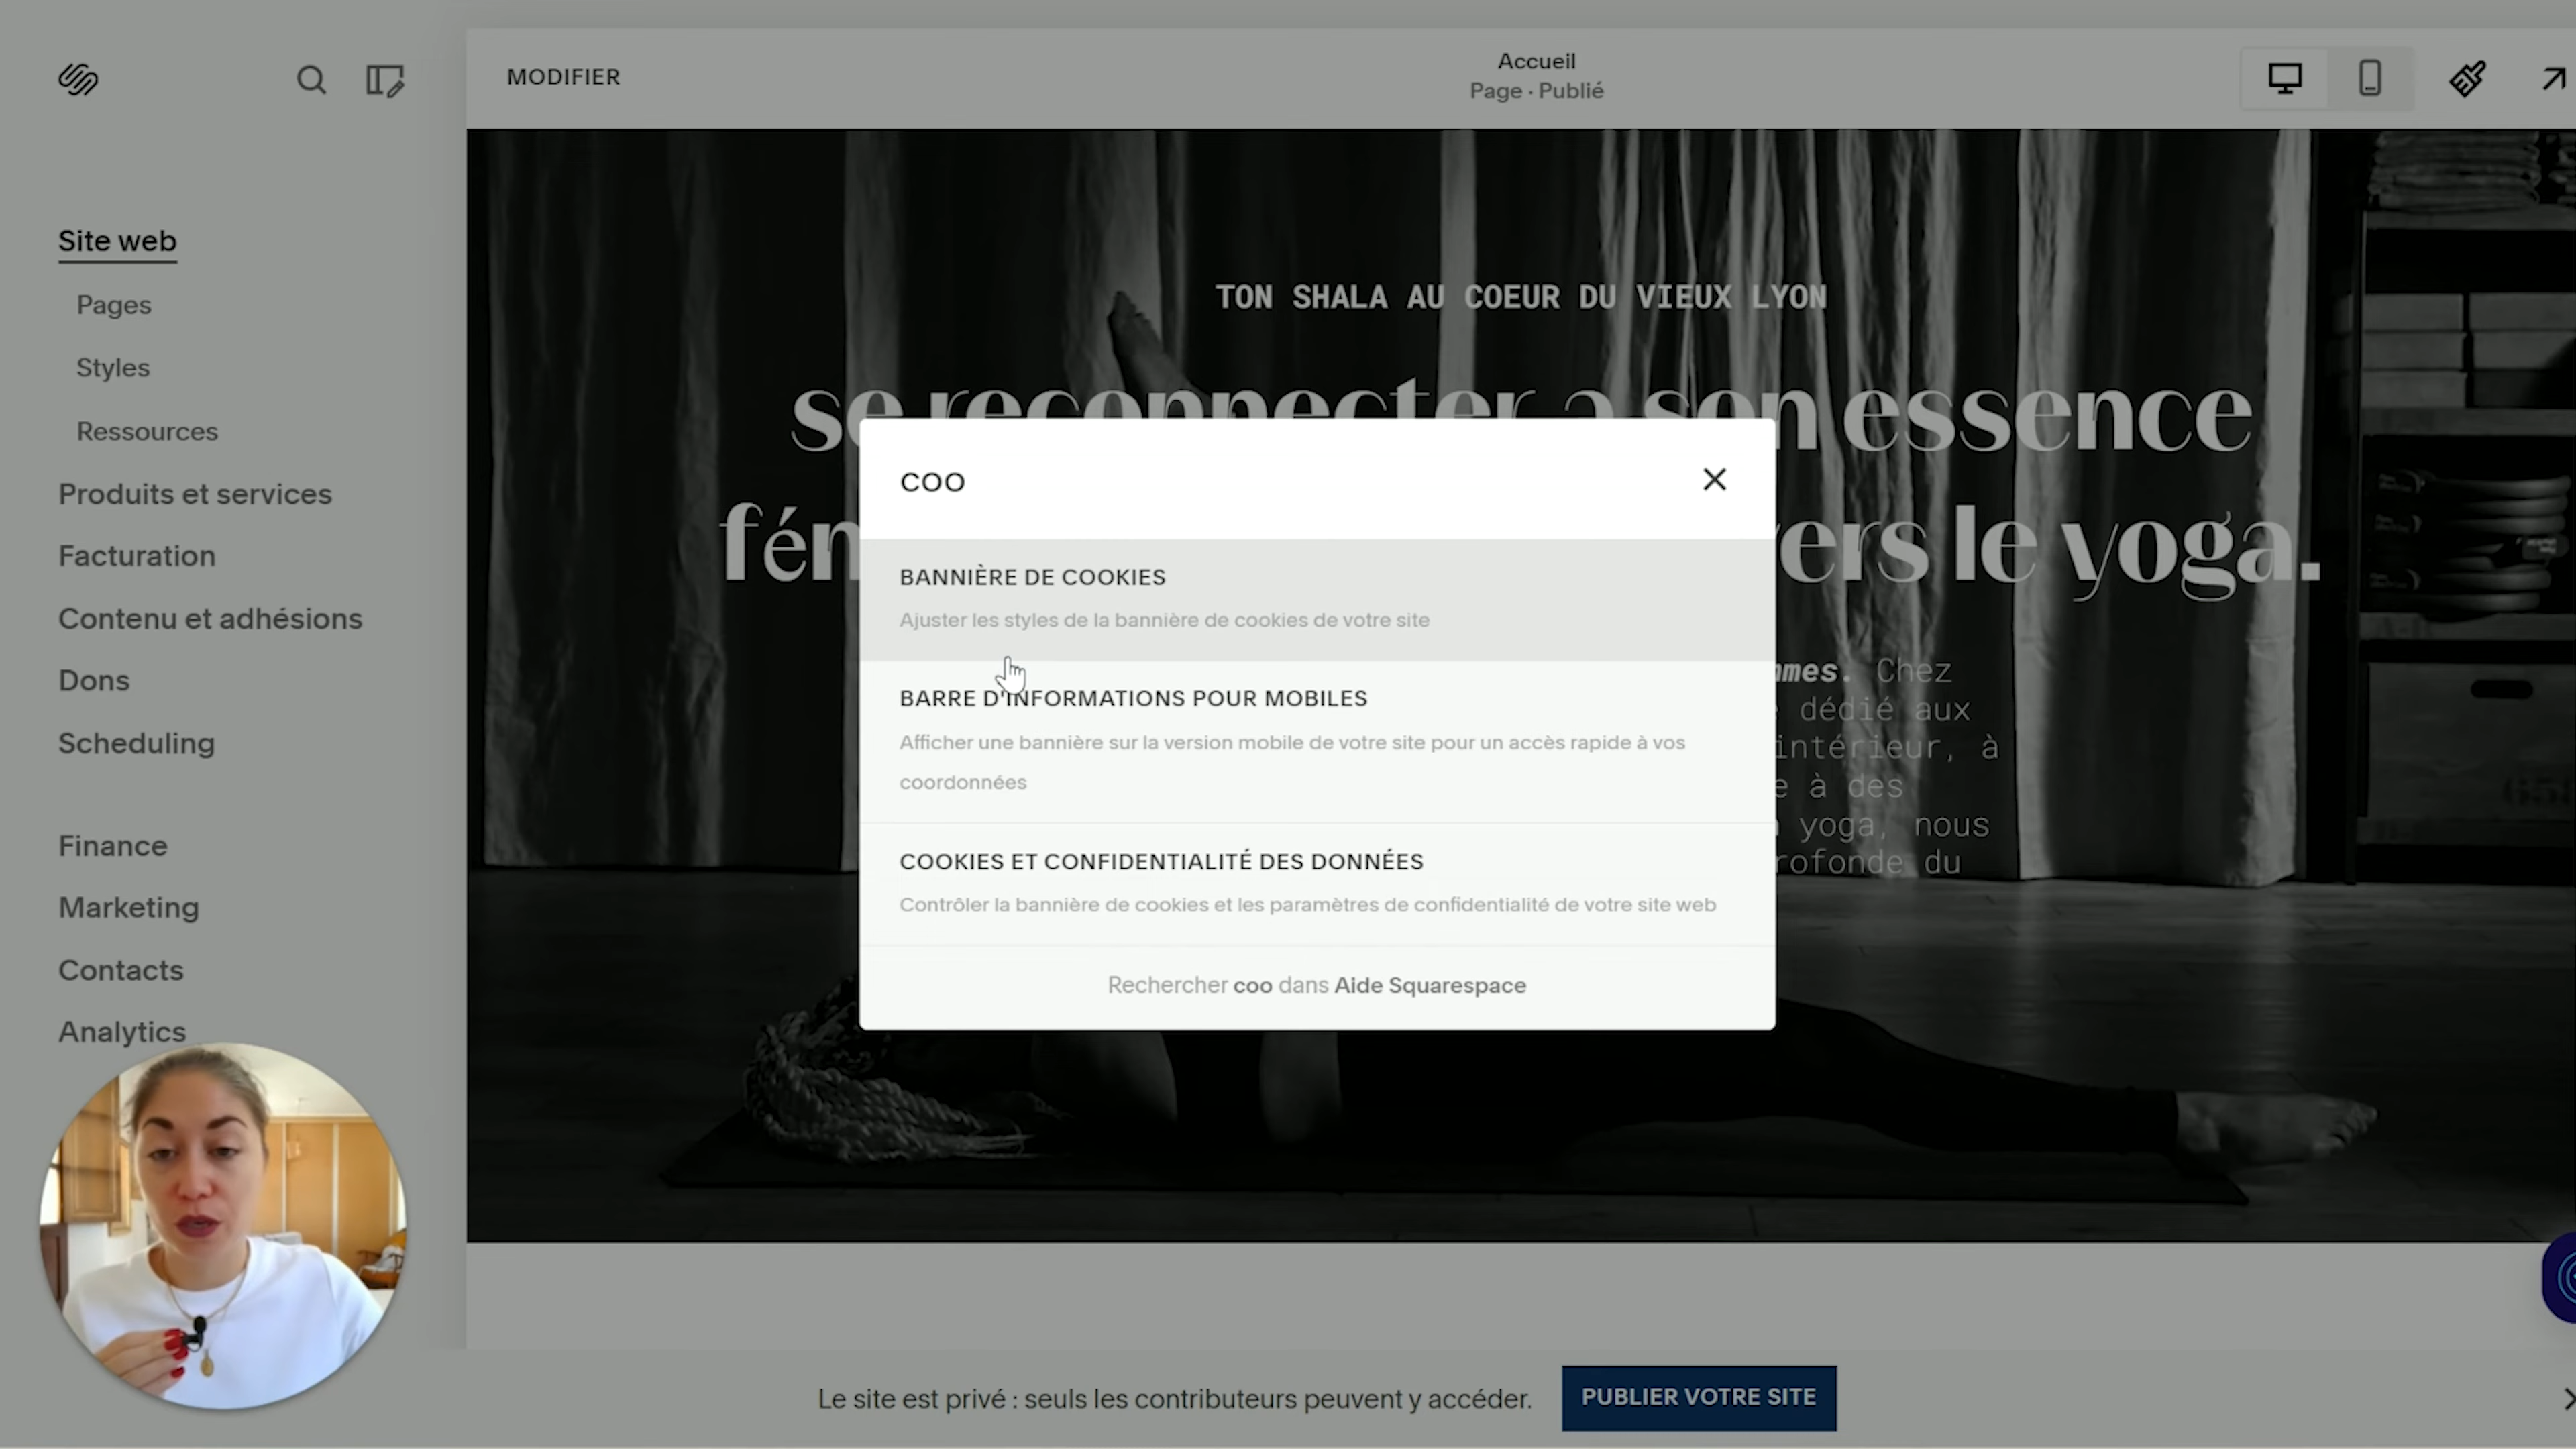 MODIFIER
Accueil
Page · Publié
Site web
Pages
Styles
Ressources
Produits et services
Facturation
Contenu et adhésions
Dons
Scheduling
Finance
Marketing
Contacts
Analytics
TON SHALA AU COEUR DU VIEUX LYON
se reconnecter a son essence
vers le yoga.
coo
BANNIÈRE DE COOKIES
Ajuster les styles de la bannière de cookies de votre site
BARRE D'INFORMATIONS POUR MOBILES
Afficher une bannière sur la version mobile de votre site pour un accès rapide à vos
coordonnées
COOKIES ET CONFIDENTIALITÉ DES DONNÉES
Contrôler la bannière de cookies et les paramètres de confidentialité de votre site web
Rechercher coo dans Aide Squarespace
Chez
dédié aux
intérieur, à
à des
yoga, nous
du
Le site est privé : seuls les contributeurs peuvent y accéder.
PUBLIER VOTRE SITE